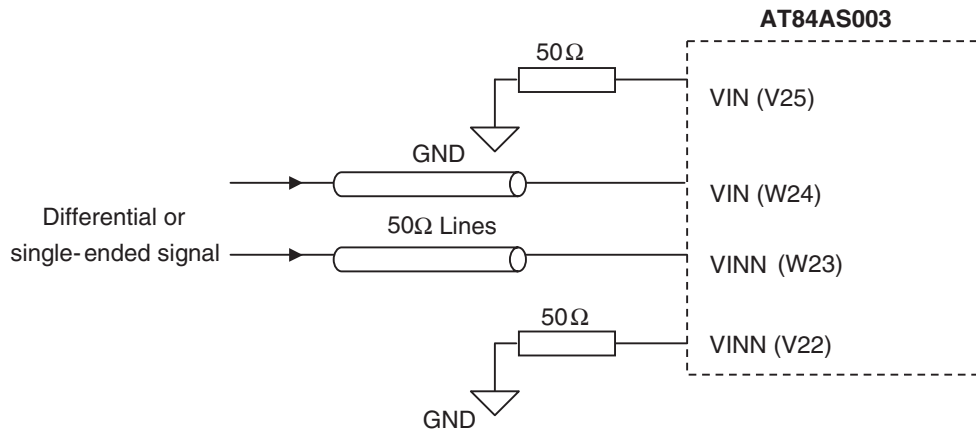 AT84AS003
50Ω
VIN (V25)
GND
VIN (W24)
Differential or
single-ended signal
50Ω Lines
VINN (W23)
50Ω
VINN (V22)
GND